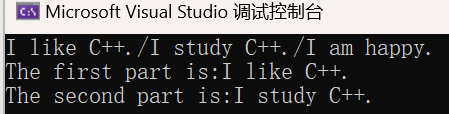 Microsoft Visual Studio 调试控制台
I like C++./I study C++./I am happy.
The first part is:I like C++.
The second part is:I study C++.